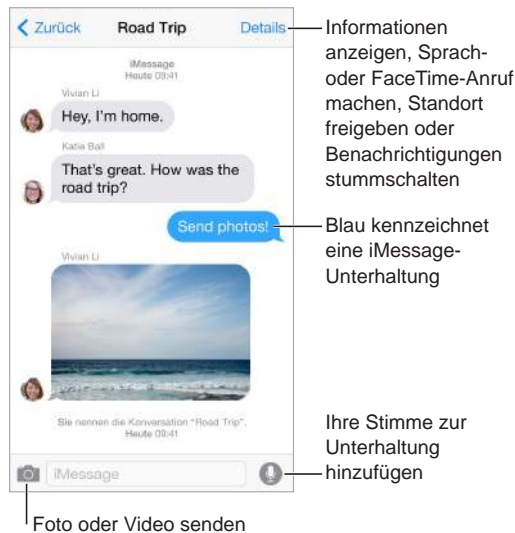 Zurück Road Trip Details
Informationen
anzeigen, Sprach-
oder FaceTime-Anruf
machen, Standort
freigeben oder
Benachrichtigungen
stummschalten
iMessage
Heute 09:41
Vivian Li
Hey, I'm home.
Katie Ball
That's great. How was the
road trip?
Send photos!
Blau kennzeichnet
eine iMessage-
Unterhaltung
Vivian Li
Sie nennen die Konversation "Road Trip".
Heute 09:41
Ihre Stimme zur
Unterhaltung
hinzufügen
iMessage
Foto oder Video senden